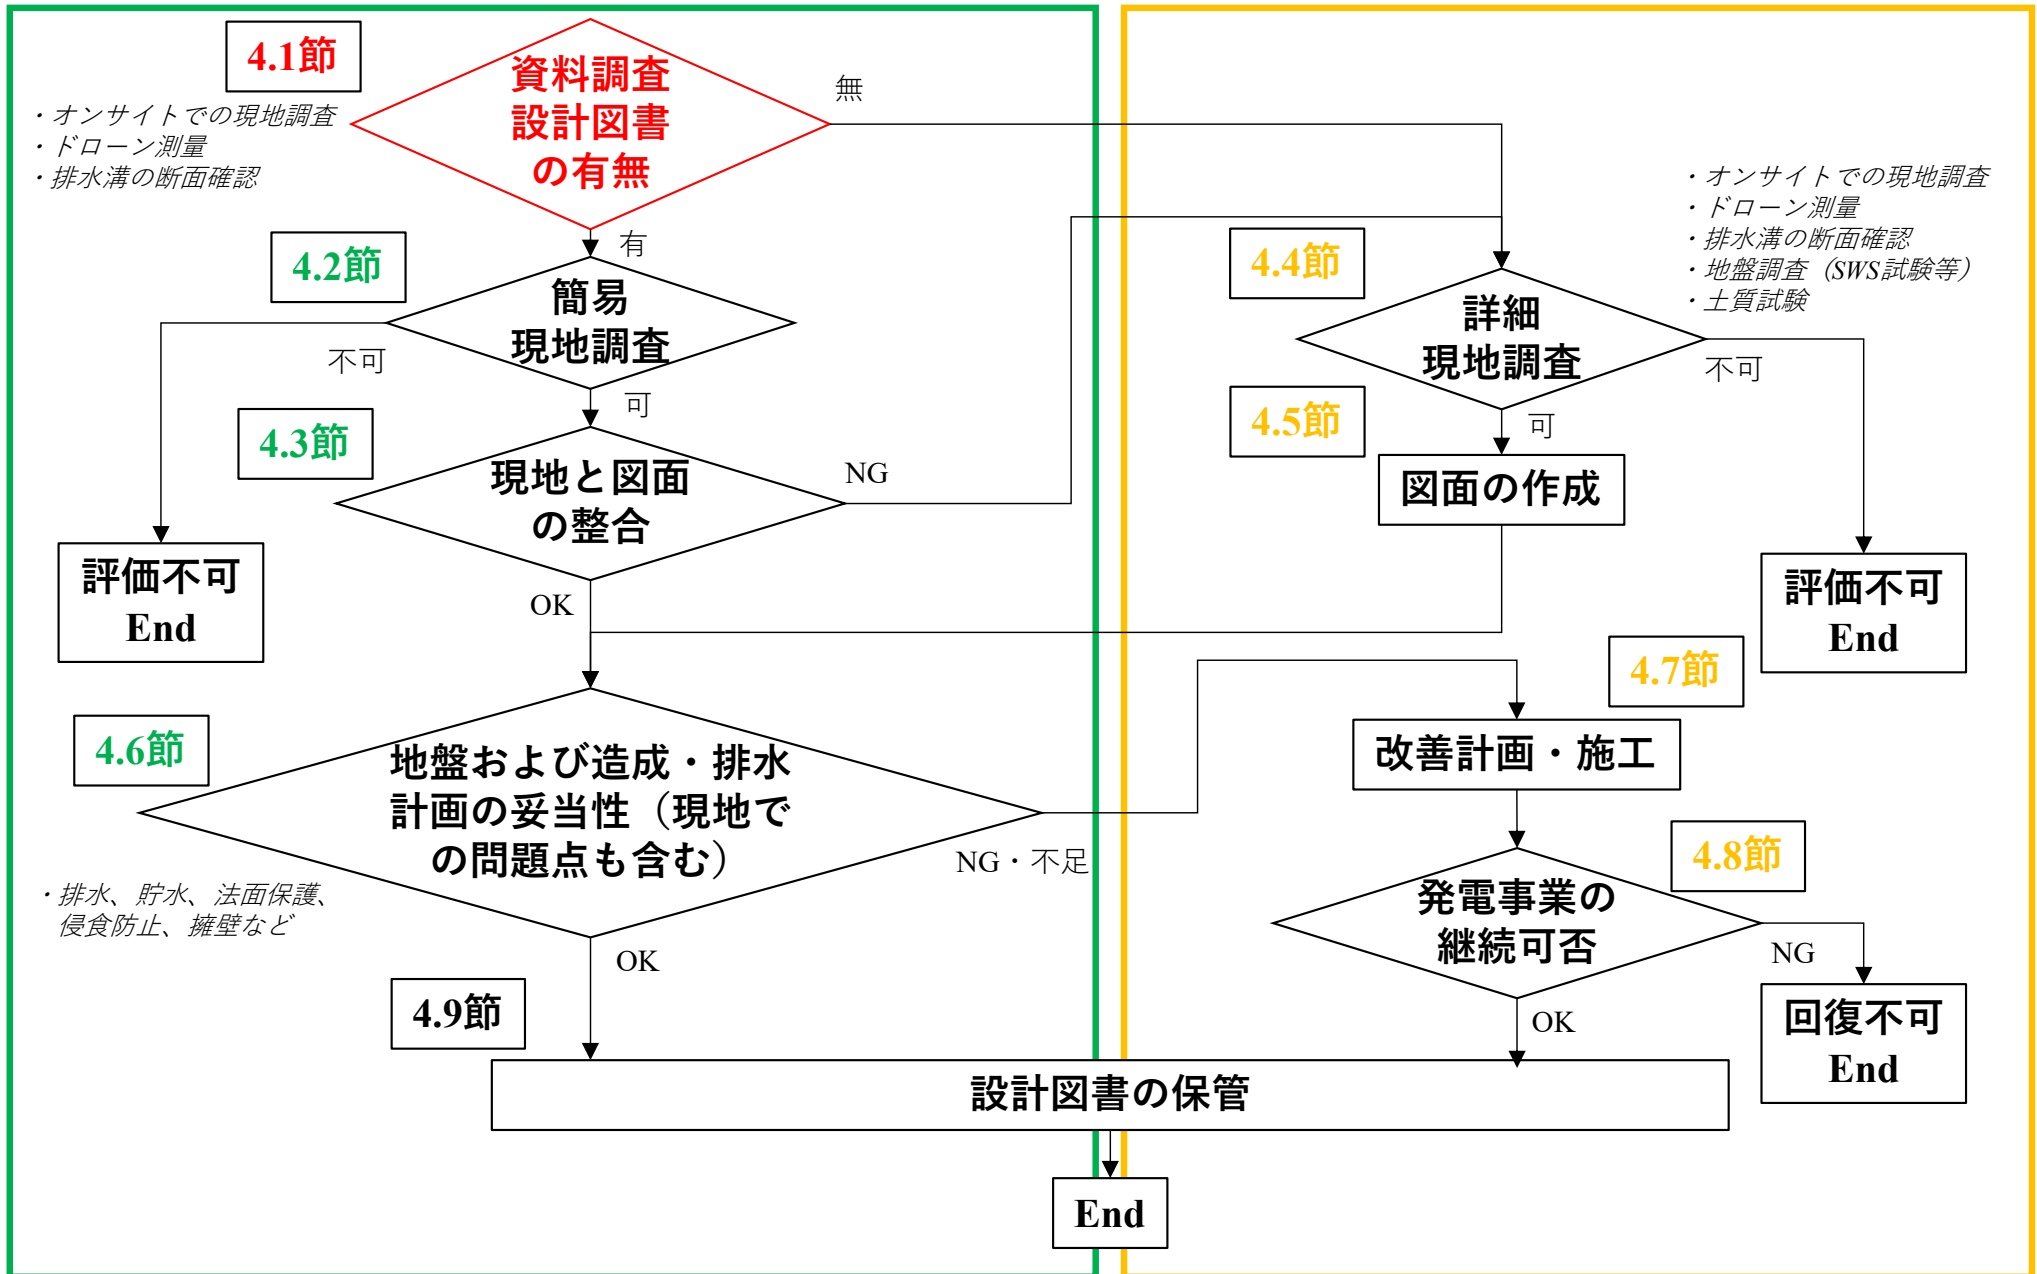 4.1節
資料調査
設計図書
の有無
無
・オンサイトでの現地調査
・ドローン測量
・排水溝の断面確認
有
4.2節
簡易
現地調査
不可
可
4.3節
現地と図面
の整合
NG
OK
評価不可
End
・オンサイトでの現地調査
・ドローン測量
・排水溝の断面確認
・地盤調査（SWS試験等）
・土質試験
4.4節
詳細
現地調査
不可
可
4.5節
図面の作成
評価不可
End
4.6節
地盤および造成・排水
計画の妥当性（現地で
の問題点も含む）
NG・不足
・排水、貯水、法面保護、
侵食防止、擁壁など
OK
4.7節
改善計画・施工
4.8節
発電事業の
継続可否
NG
OK
回復不可
End
4.9節
設計図書の保管
End